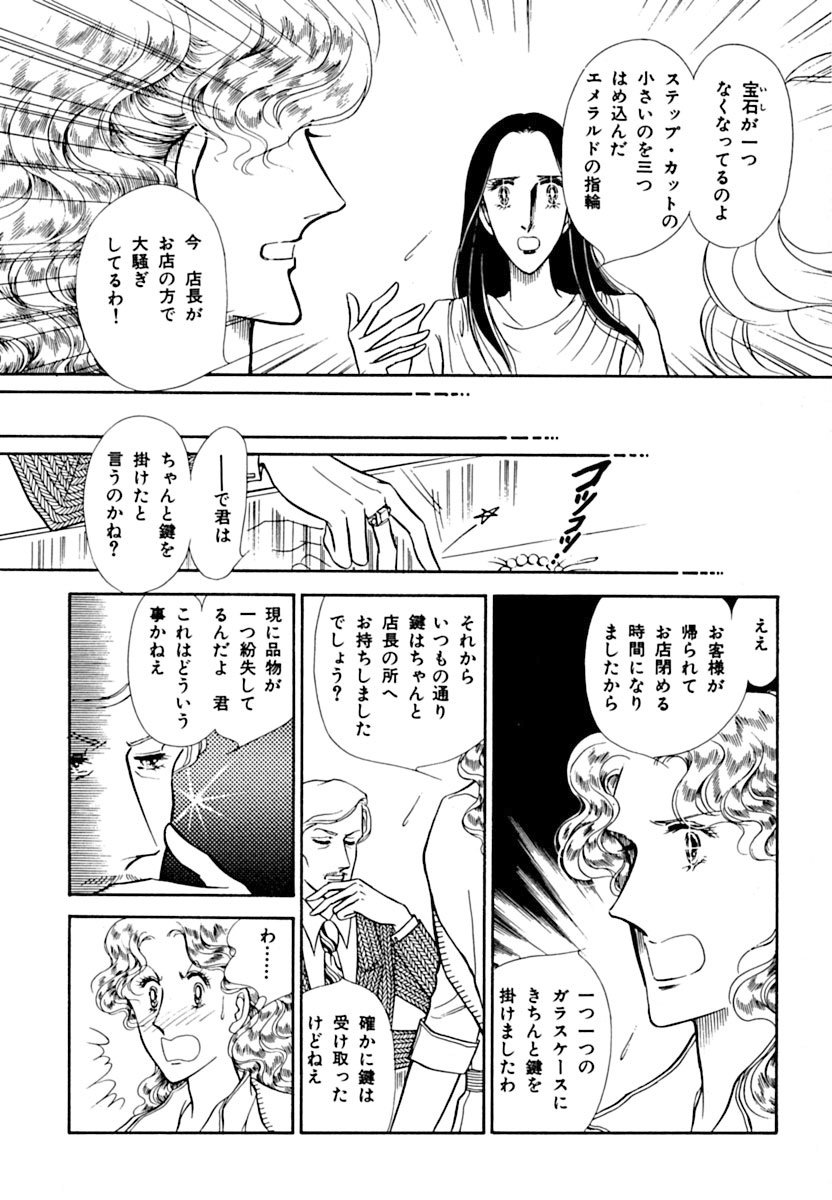 宝石が一つ
いし
なくなってるのよ
ステップ・カットの
小さいのを三つ
はめ込んだ
エメラルドの指輪
今 店長が
お店の方で
大騒ぎ
してるわ!
コツコツ…
──で君は
ちゃんと鍵を
掛けたと
言うのかね?
ええ
お客様が
帰られて
お店閉める
時間になり
ましたから
一つ一つの
ガラスケースに
きちんと鍵を
掛けましたわ
それから
いつもの通り
鍵はちゃんと
店長の所へ
お持ちしました
でしょう?
確かに鍵は
受け取った
けどねえ
現に品物が
一つ紛失して
るんだよ 君
これはどういう
事かねえ
わ……